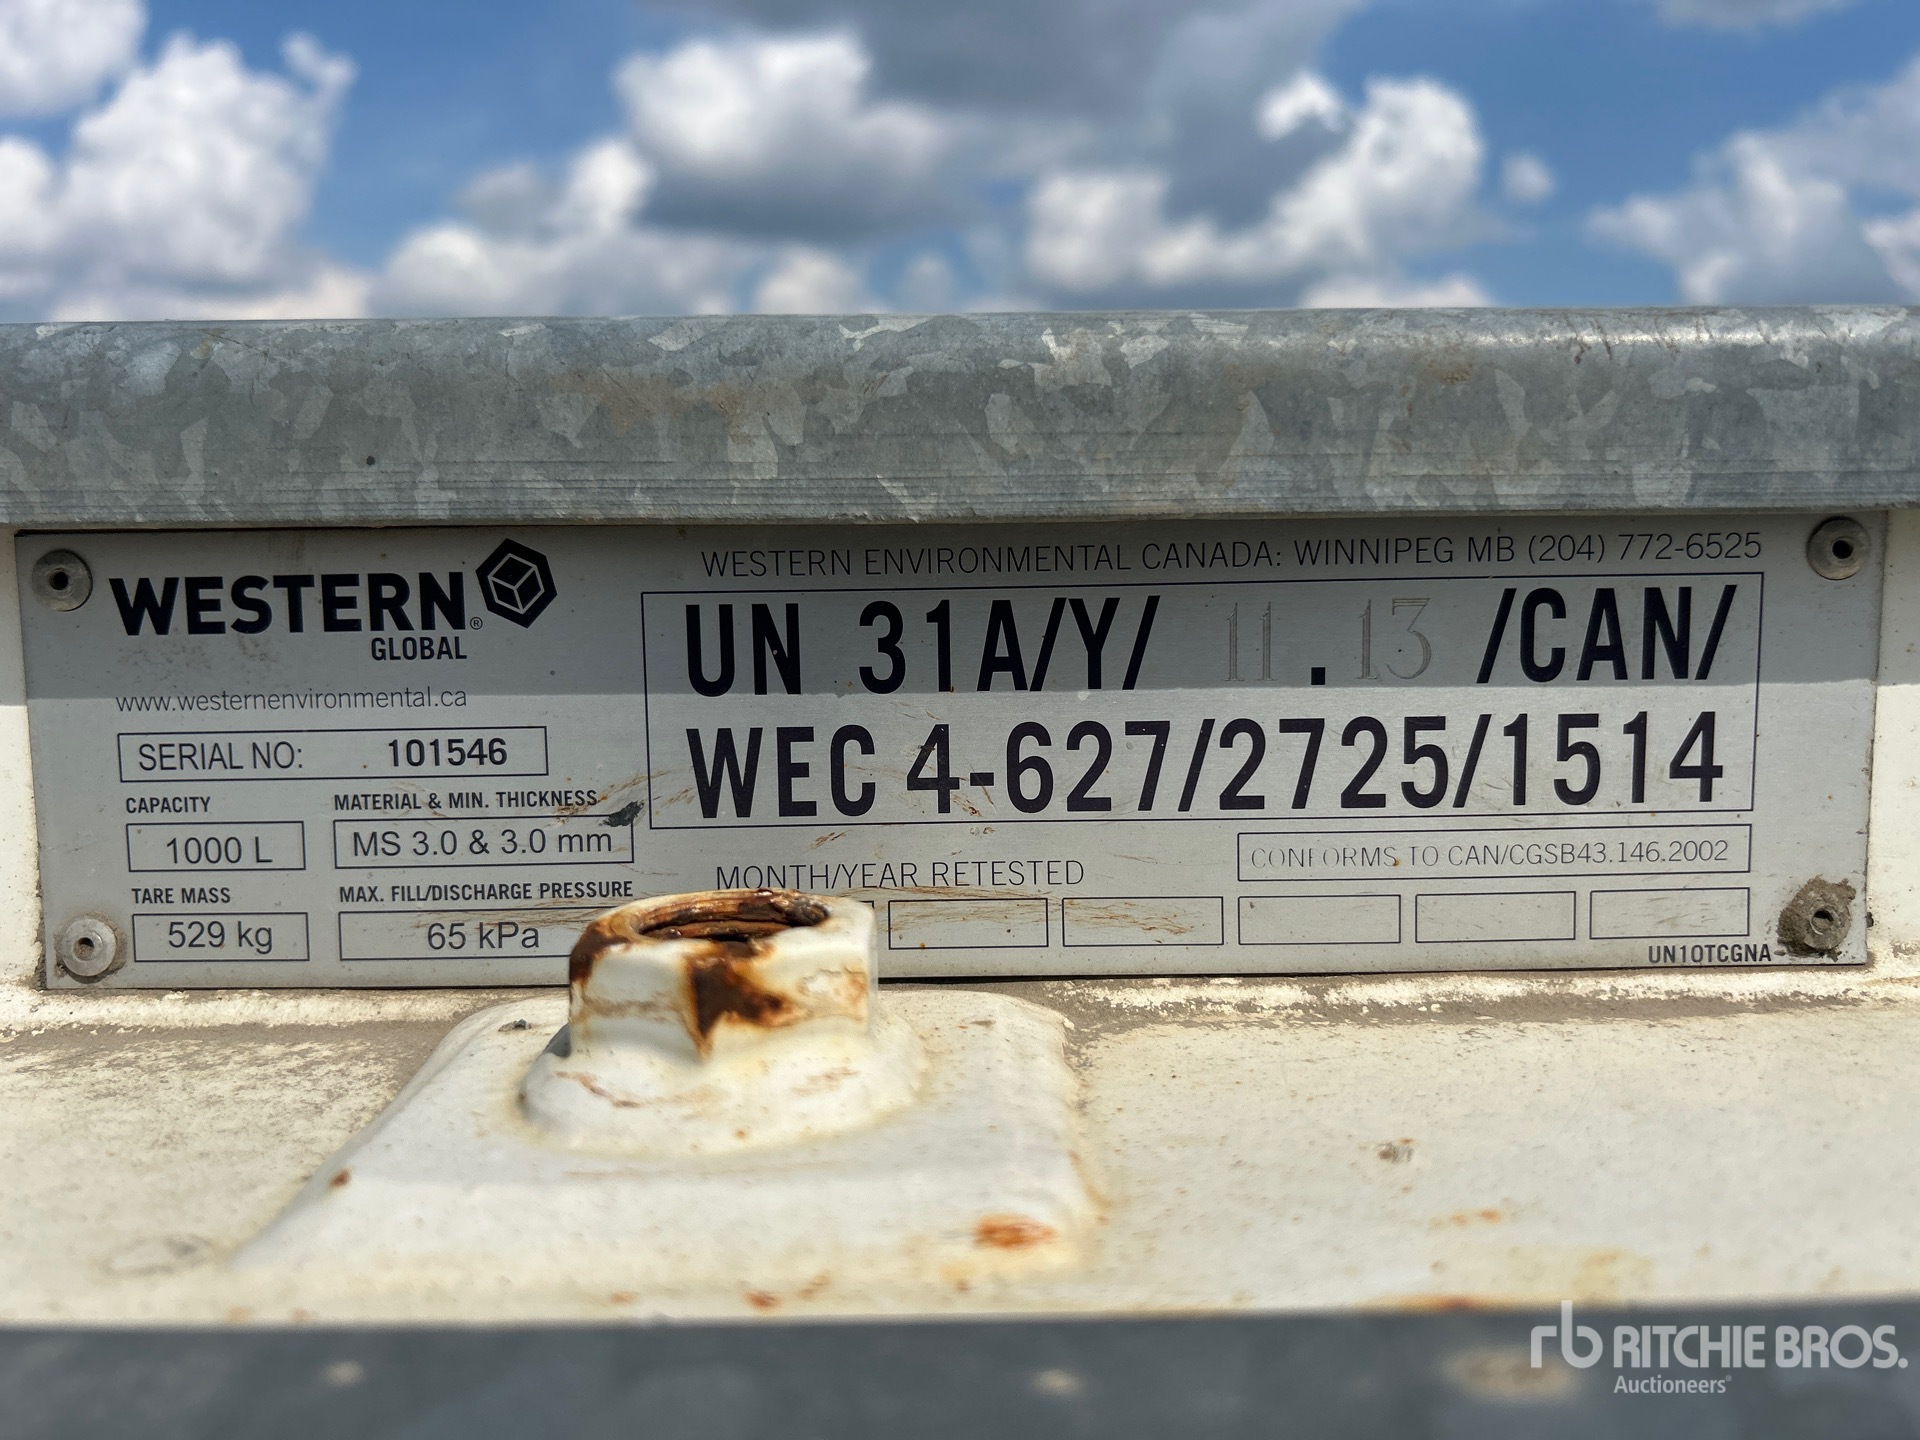 WESTERN®
GLOBAL
www.westernenvironmental.ca
SERIAL NO: 101546
CAPACITY
1000 L
MATERIAL & MIN. THICKNESS
MS 3.0 & 3.0 mm
TARE MASS
529 kg
MAX. FILL/DISCHARGE PRESSURE
65 kPa
WESTERN ENVIRONMENTAL CANADA: WINNIPEG MB (204) 772-6525
UN 31A/Y/ 11 . 13 /CAN/
WEC 4-627/2725/1514
CONFORMS TO CAN/CGSB43.146.2002
MONTH/YEAR RETESTED
UN10TCGNA
rb RITCHIE BROS.
Auctioneers®